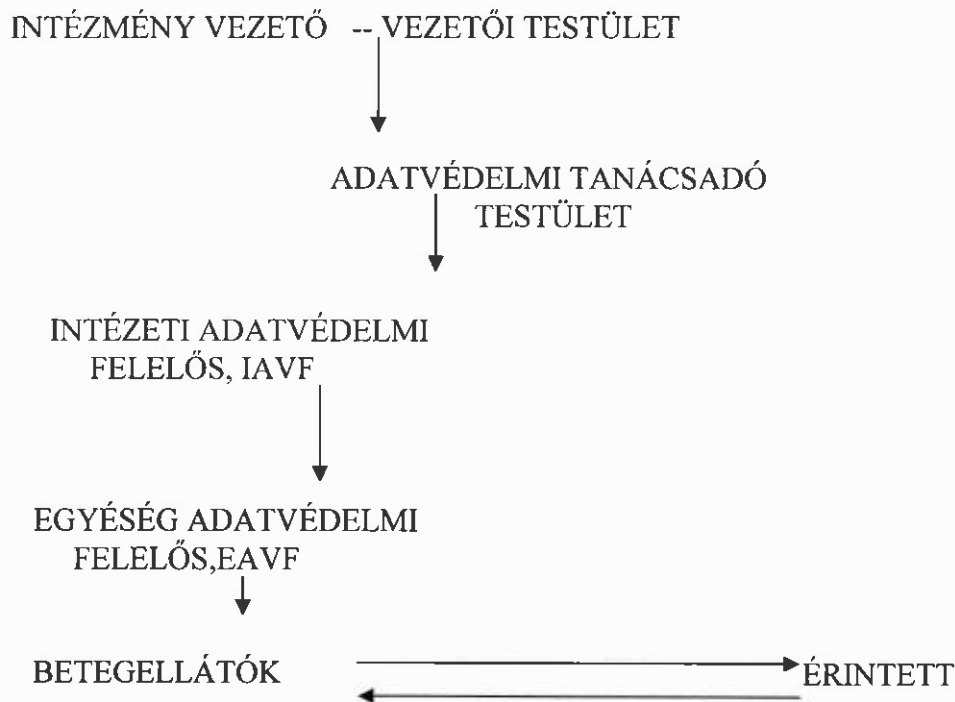 INTÉZMÉNY VEZETŐ -- VEZETŐI TESTÜLET
ADATVÉDELMI TANÁCSADÓ
TESTÜLET
INTÉZETI ADATVÉDELMI
FELELŐS, IAVF
EGYÉSÉG ADATVÉDELMI
FELELŐS,EAVF
BETEGELLÁTÓK
ÉRINTETT